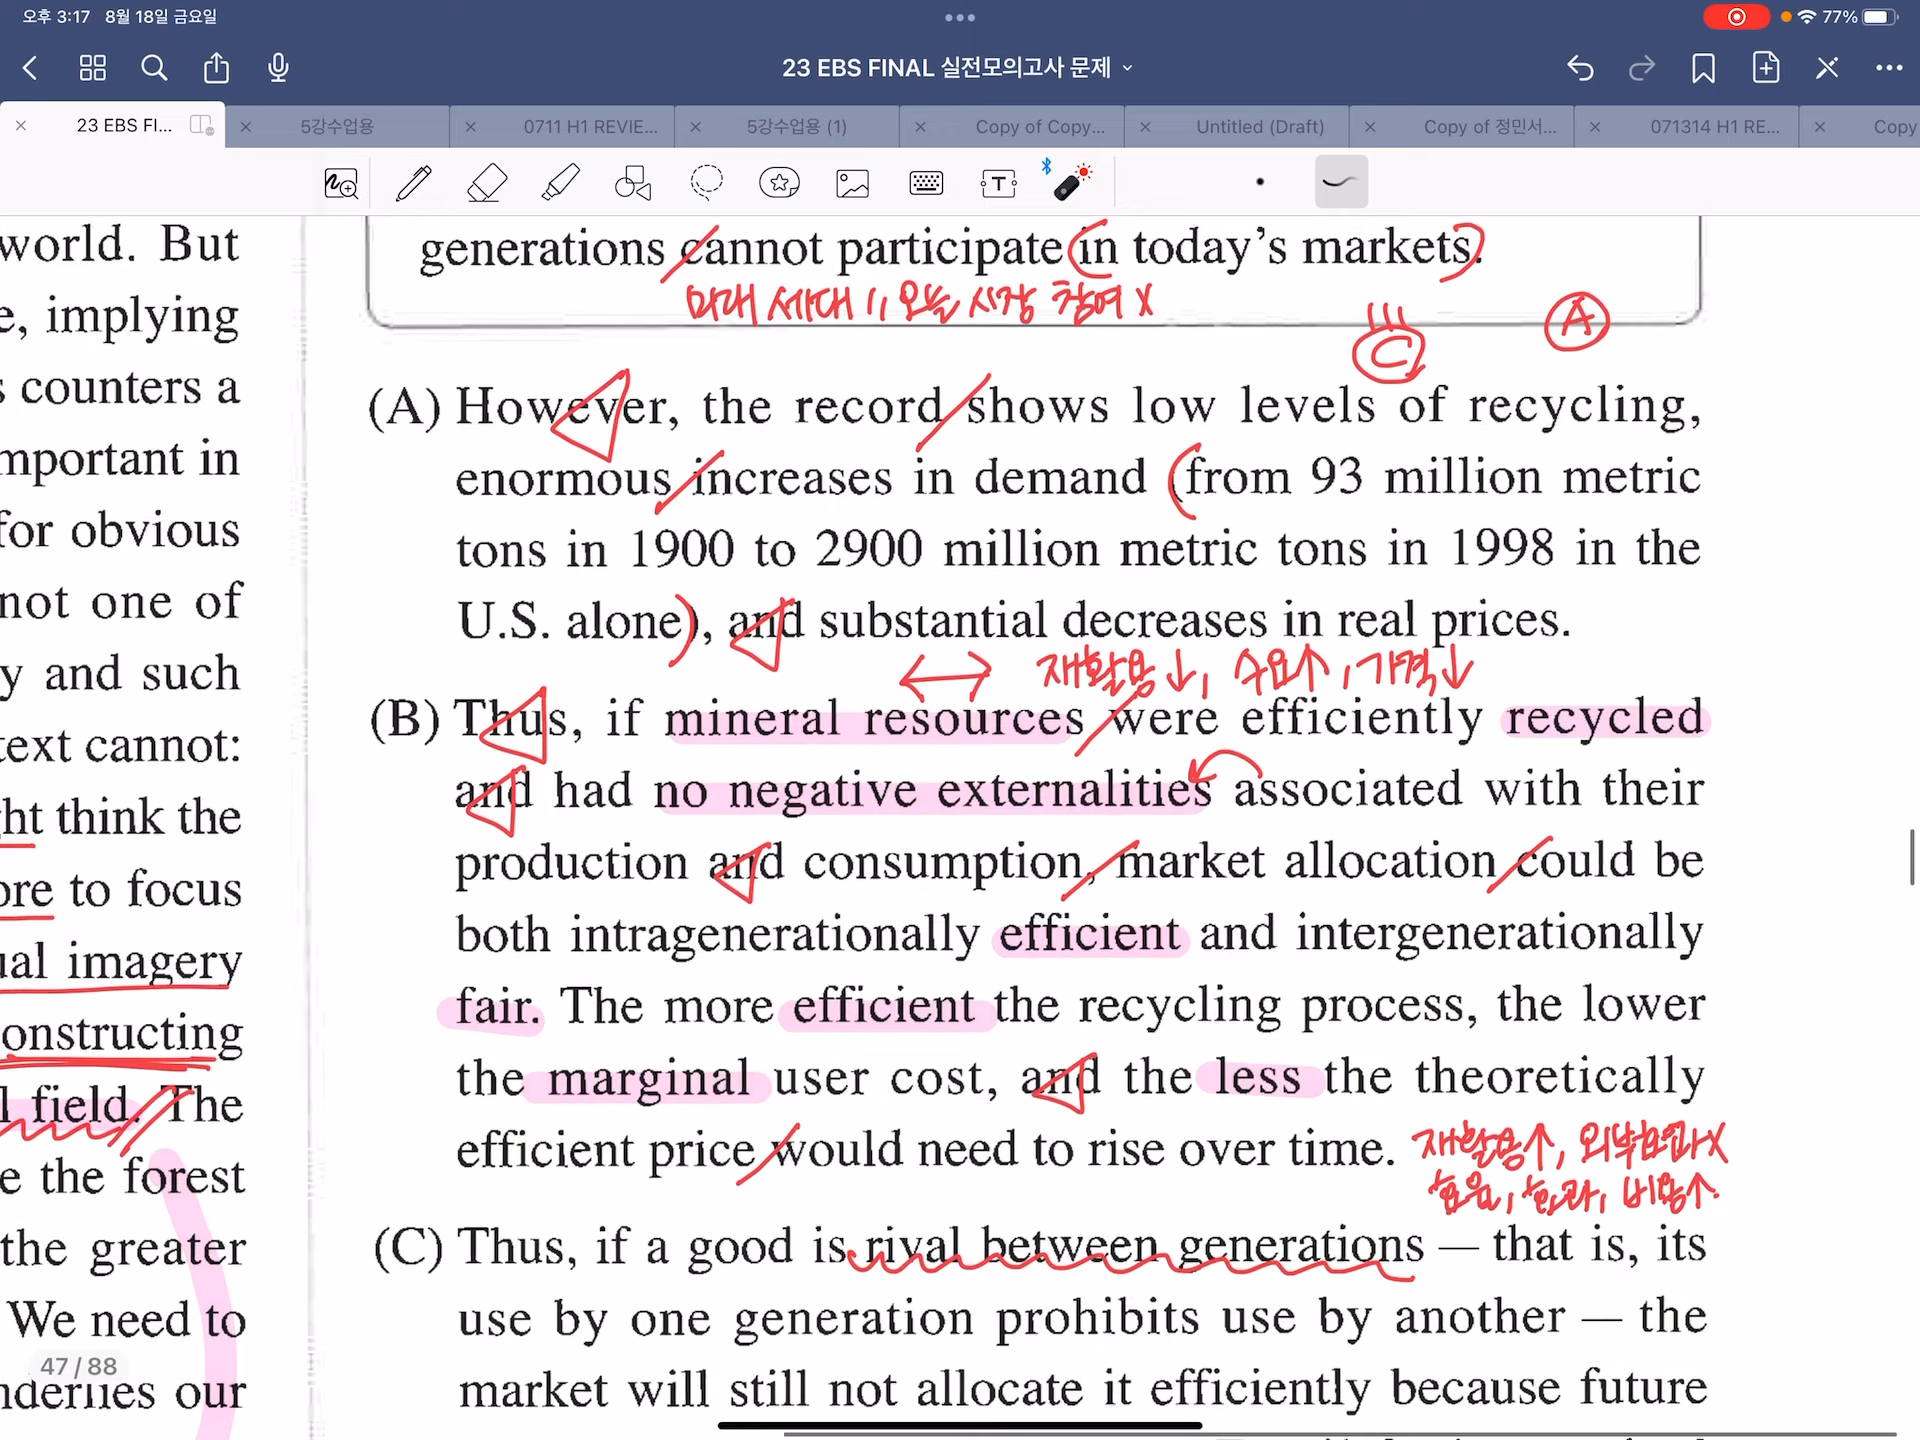 오후 3:17 8월 18일 금요일
77%
23 EBS FINAL 실전모의고사 문제
23 EBS FI...
5강수업용
0711 H1 REVIE...
5강수업용 (1)
Copy of Copy...
Untitled (Draft)
Copy of 정민서...
071314 H1 RE...
Copy
world. But
e, implying
s counters a
mportant in
for obvious
not one of
y and such
text cannot:
ht think the
ore to focus
ual imagery
onstructing
l field. The
e the forest
the greater
We need to
47 / 88
nderlies our
generations cannot participate in today's markets.
미래 세대 // 오늘 시장 참여 X
C
A
(A) However, the record shows low levels of recycling,
enormous increases in demand (from 93 million metric
tons in 1900 to 2900 million metric tons in 1998 in the
U.S. alone), and substantial decreases in real prices.
↔ 재활용↓, 수요↑, 가격↓
(B) Thus, if mineral resources were efficiently recycled
and had no negative externalities associated with their
production and consumption, market allocation could be
both intragenerationally efficient and intergenerationally
fair. The more efficient the recycling process, the lower
the marginal user cost, and the less the theoretically
efficient price would need to rise over time.
재활용↑, 외부효과X
(C) Thus, if a good is rival between generations — that is, its
use by one generation prohibits use by another — the
market will still not allocate it efficiently because future